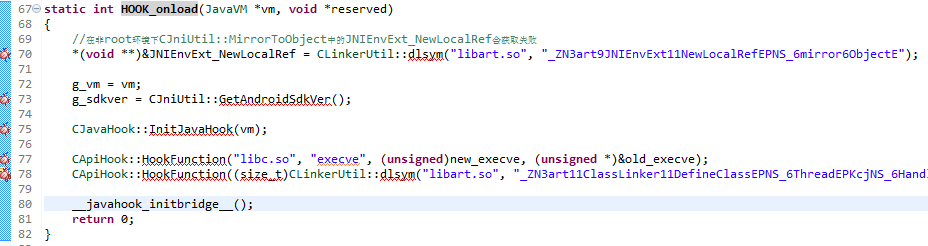 67 static int HOOK_onload(JavaVM *vm, void *reserved)
68 {
69 //在非root环境下CJniUtil::MirrorToObject中的JNIEnvExt_NewLocalRef会获取失败
70 *(void **)&JNIEnvExt_NewLocalRef = CLinkerUtil::dlsym("libart.so", "_ZN3art9JNIEnvExt11NewLocalRefEPNS_6mirror6ObjectE");
71
72 g_vm = vm;
73 g_sdkver = CJniUtil::GetAndroidSdkVer();
74
75 CJavaHook::InitJavaHook(vm);
76
77 CApiHook::HookFunction("libc.so", "execve", (unsigned)new_execve, (unsigned *)&old_execve);
78 CApiHook::HookFunction((size_t)CLinkerUtil::dlsym("libart.so", "_ZN3art11ClassLinker11DefineClassEPNS_6ThreadEPKcjNS_6Handl
79
80 __javahook_initbridge__();
81 return 0;
82 }